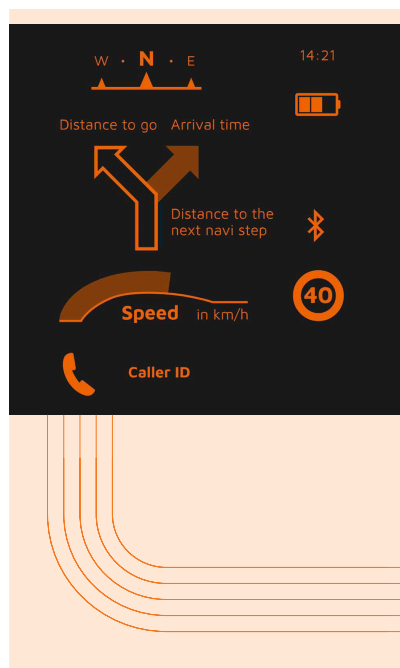 W · N · E
14:21
Distance to go Arrival time
Distance to the
next navi step
40
Speed in km/h
Caller ID